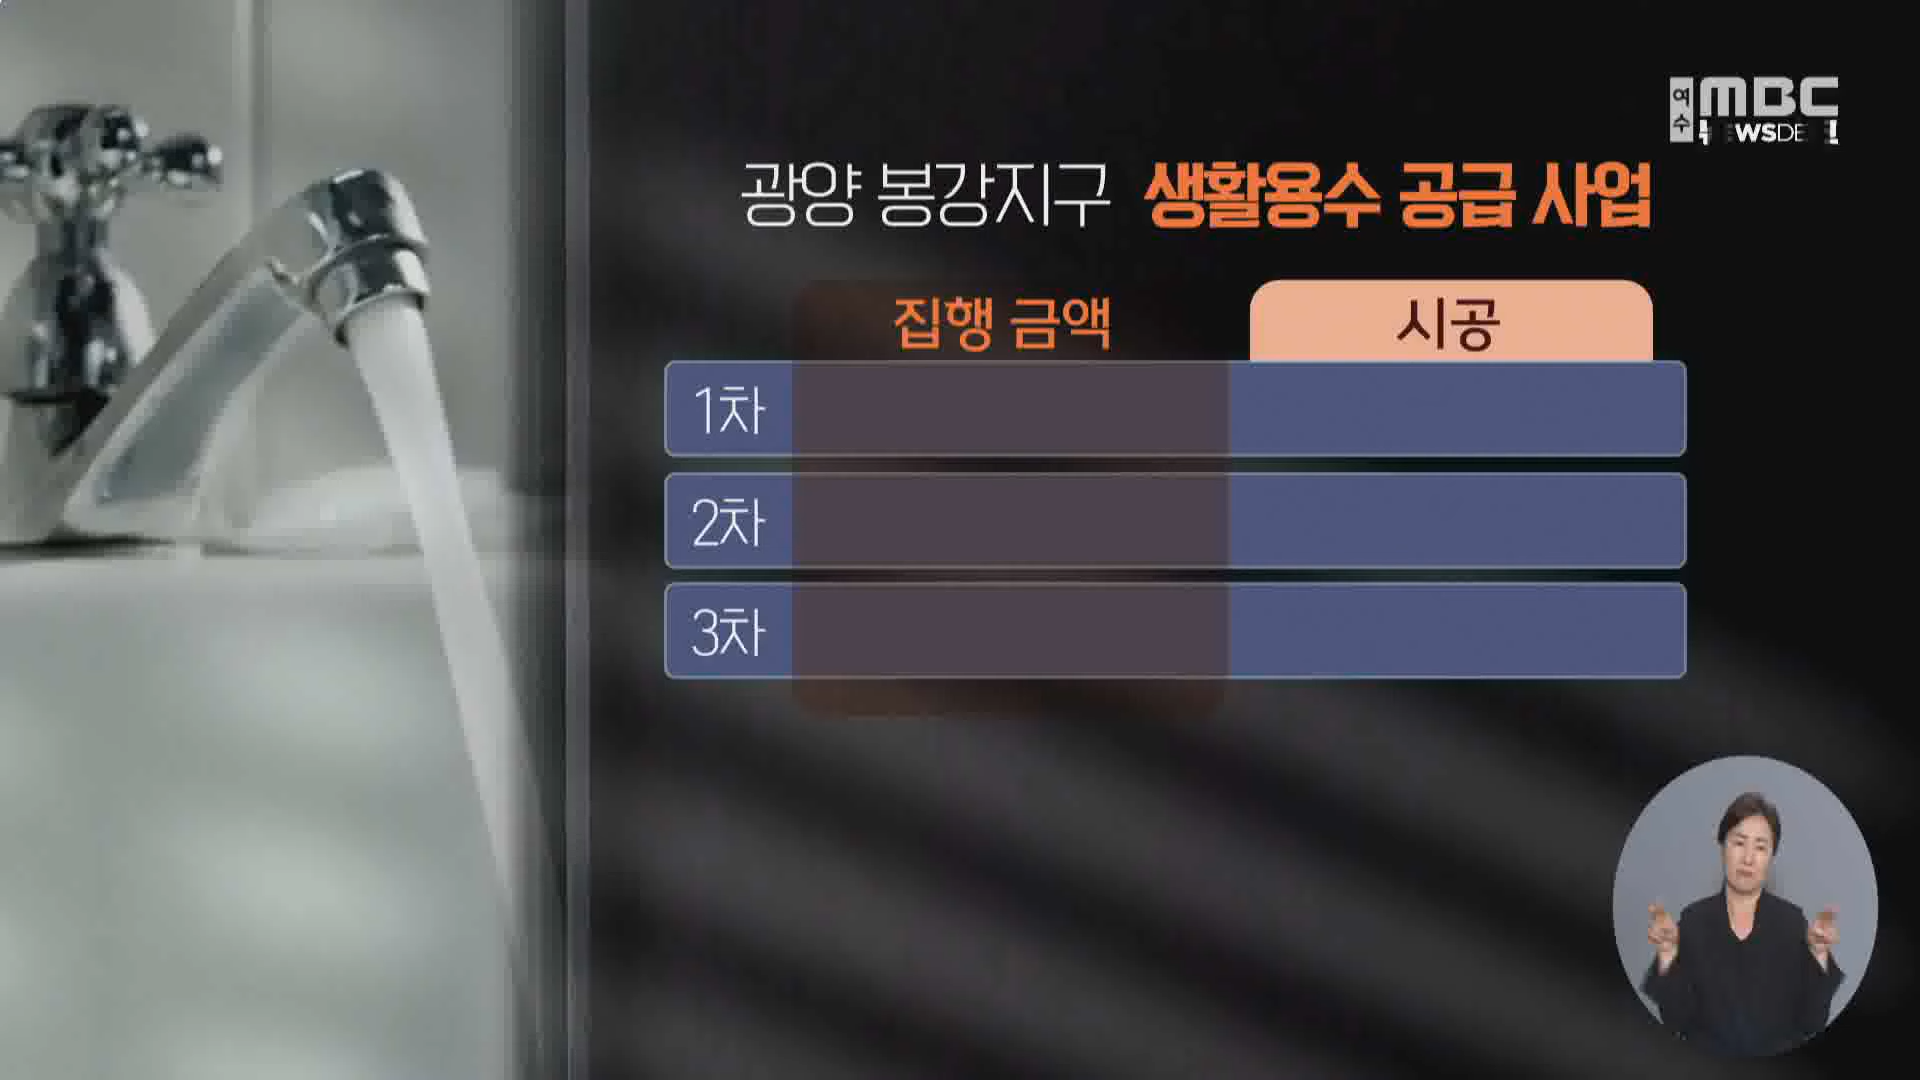 여수 MBC
광양 봉강지구 생활용수 공급 사업
집행 금액 시공
1차
2차
3차